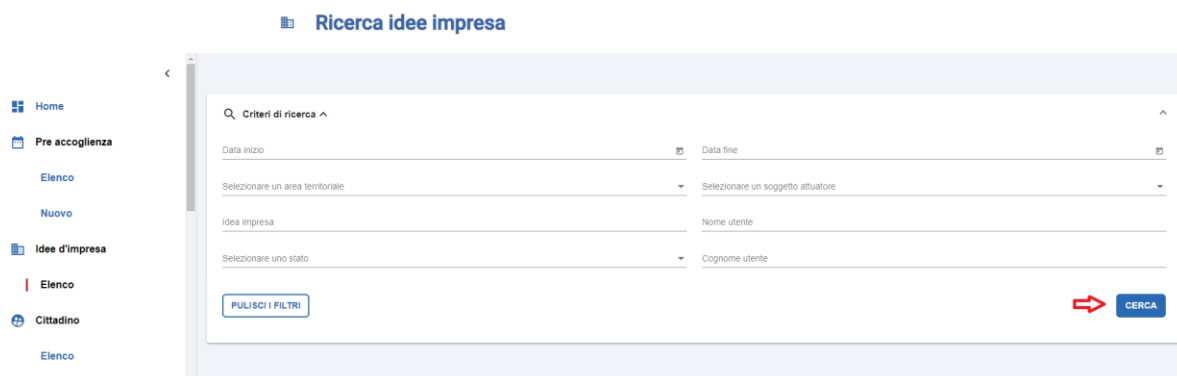 Ricerca idee impresa
Home
Pre accoglienza
Elenco
Nuovo
Idee d'impresa
Elenco
Cittadino
Elenco
Criteri di ricerca
Data inizio
Data fine
Selezionare un area territoriale
Selezionare un soggetto attuatore
Idea impresa
Nome utente
Selezionare uno stato
Cognome utente
PULISCI I FILTRI
CERCA